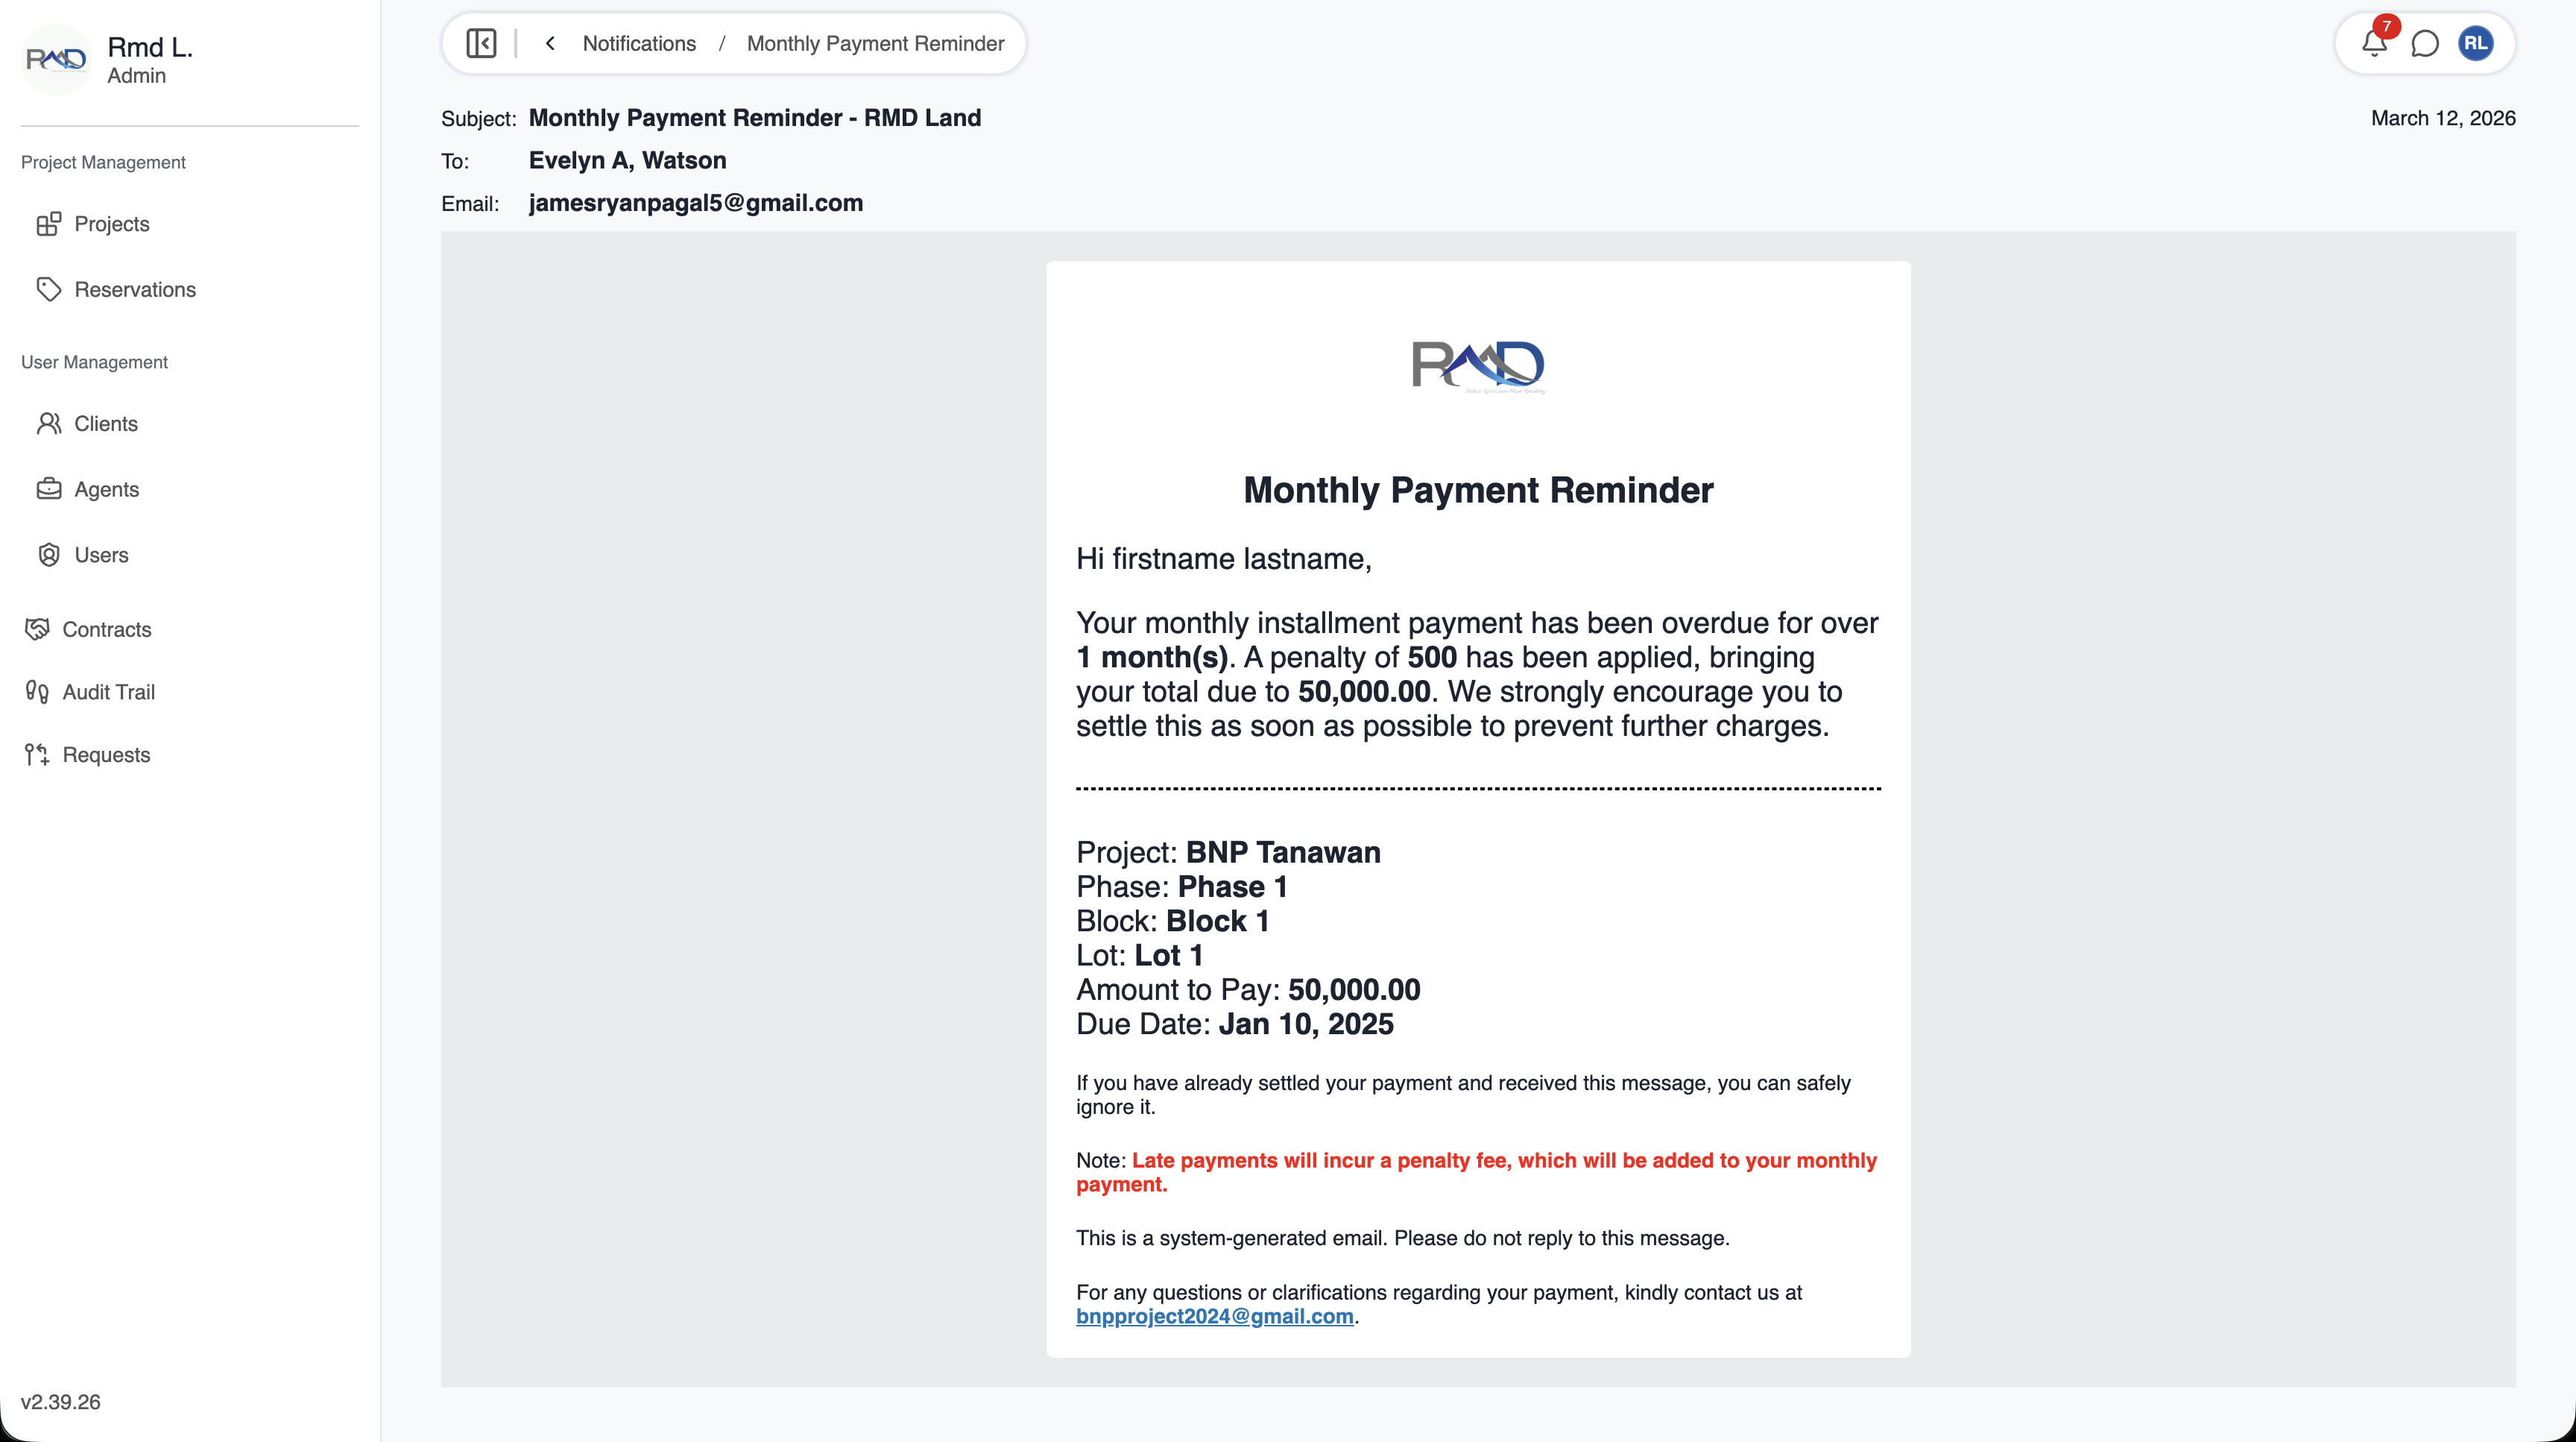 RMD
Rmd L.
Admin
Project Management
Projects
Reservations
User Management
Clients
Agents
Users
Contracts
Audit Trail
Requests
v2.39.26
Notifications / Monthly Payment Reminder
7
RL
Subject: Monthly Payment Reminder - RMD Land
March 12, 2026
To: Evelyn A, Watson
Email: jamesryanpagal5@gmail.com
RMD
Monthly Payment Reminder
Hi firstname lastname,
Your monthly installment payment has been overdue for over
1 month(s). A penalty of 500 has been applied, bringing
your total due to 50,000.00. We strongly encourage you to
settle this as soon as possible to prevent further charges.
Project: BNP Tanawan
Phase: Phase 1
Block: Block 1
Lot: Lot 1
Amount to Pay: 50,000.00
Due Date: Jan 10, 2025
If you have already settled your payment and received this message, you can safely
ignore it.
Note: Late payments will incur a penalty fee, which will be added to your monthly
payment.
This is a system-generated email. Please do not reply to this message.
For any questions or clarifications regarding your payment, kindly contact us at
bnpproject2024@gmail.com.